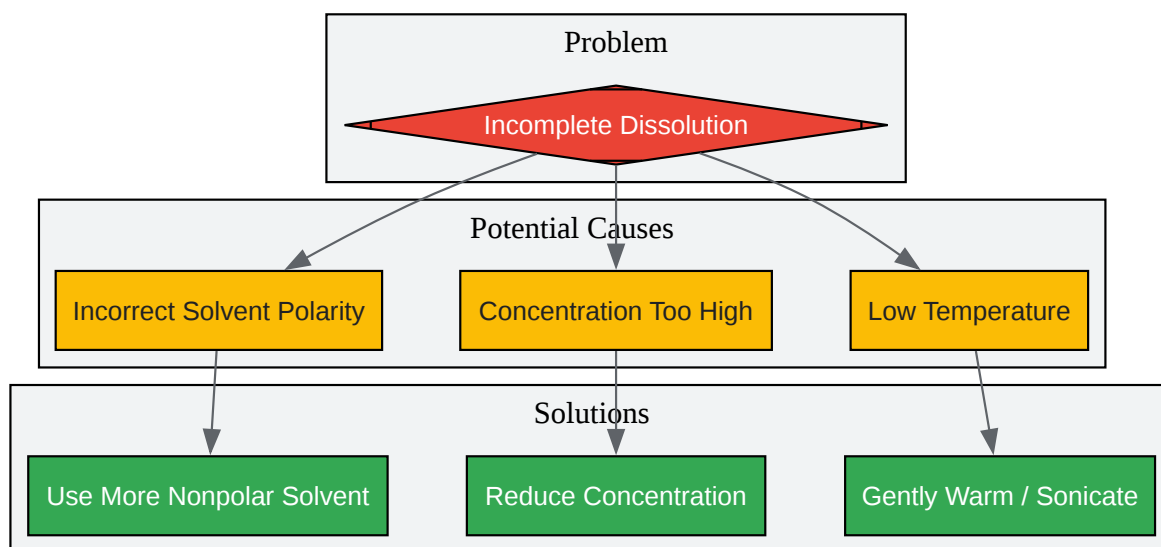 Problem
Incomplete Dissolution
Potential Causes
Incorrect Solvent Polarity
Concentration Too High
Low Temperature
Solutions
Use More Nonpolar Solvent
Reduce Concentration
Gently Warm / Sonicate